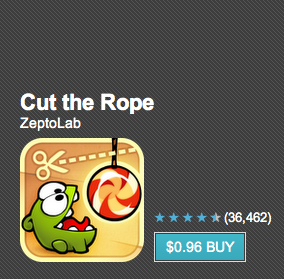 Cut the Rope
ZeptoLab
(36,462)
$0.96 BUY